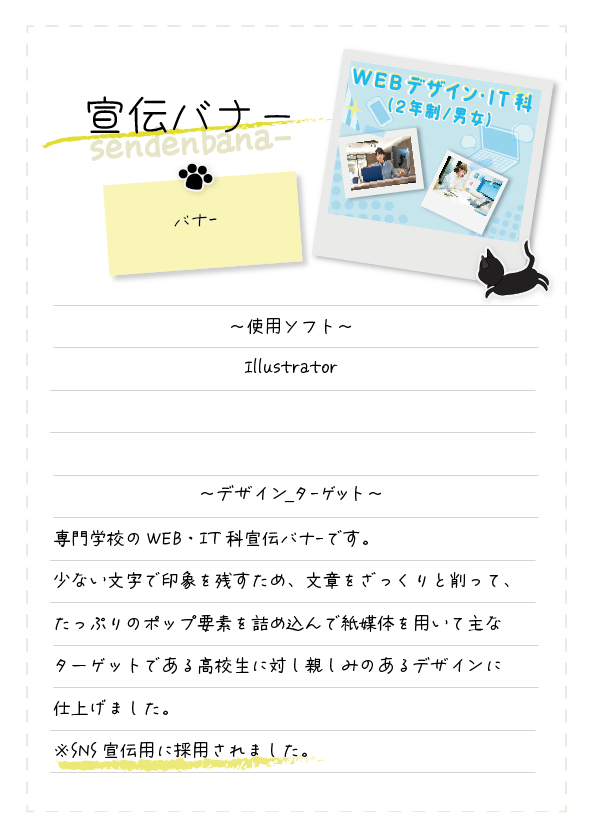 宣伝バナー
sendenbana-
WEBデザイン・IT科
(2年制/男女)
バナー
～使用ソフト～
Illustrator
～デザイン_ターゲット～
専門学校のWEB・IT科宣伝バナーです。
少ない文字で印象を残すため、文章をざっくりと削って、
たっぷりのポップ要素を詰め込んで紙媒体を用いて主な
ターゲットである高校生に対し親しみのあるデザインに
仕上げました。
※SNS宣伝用に採用されました。